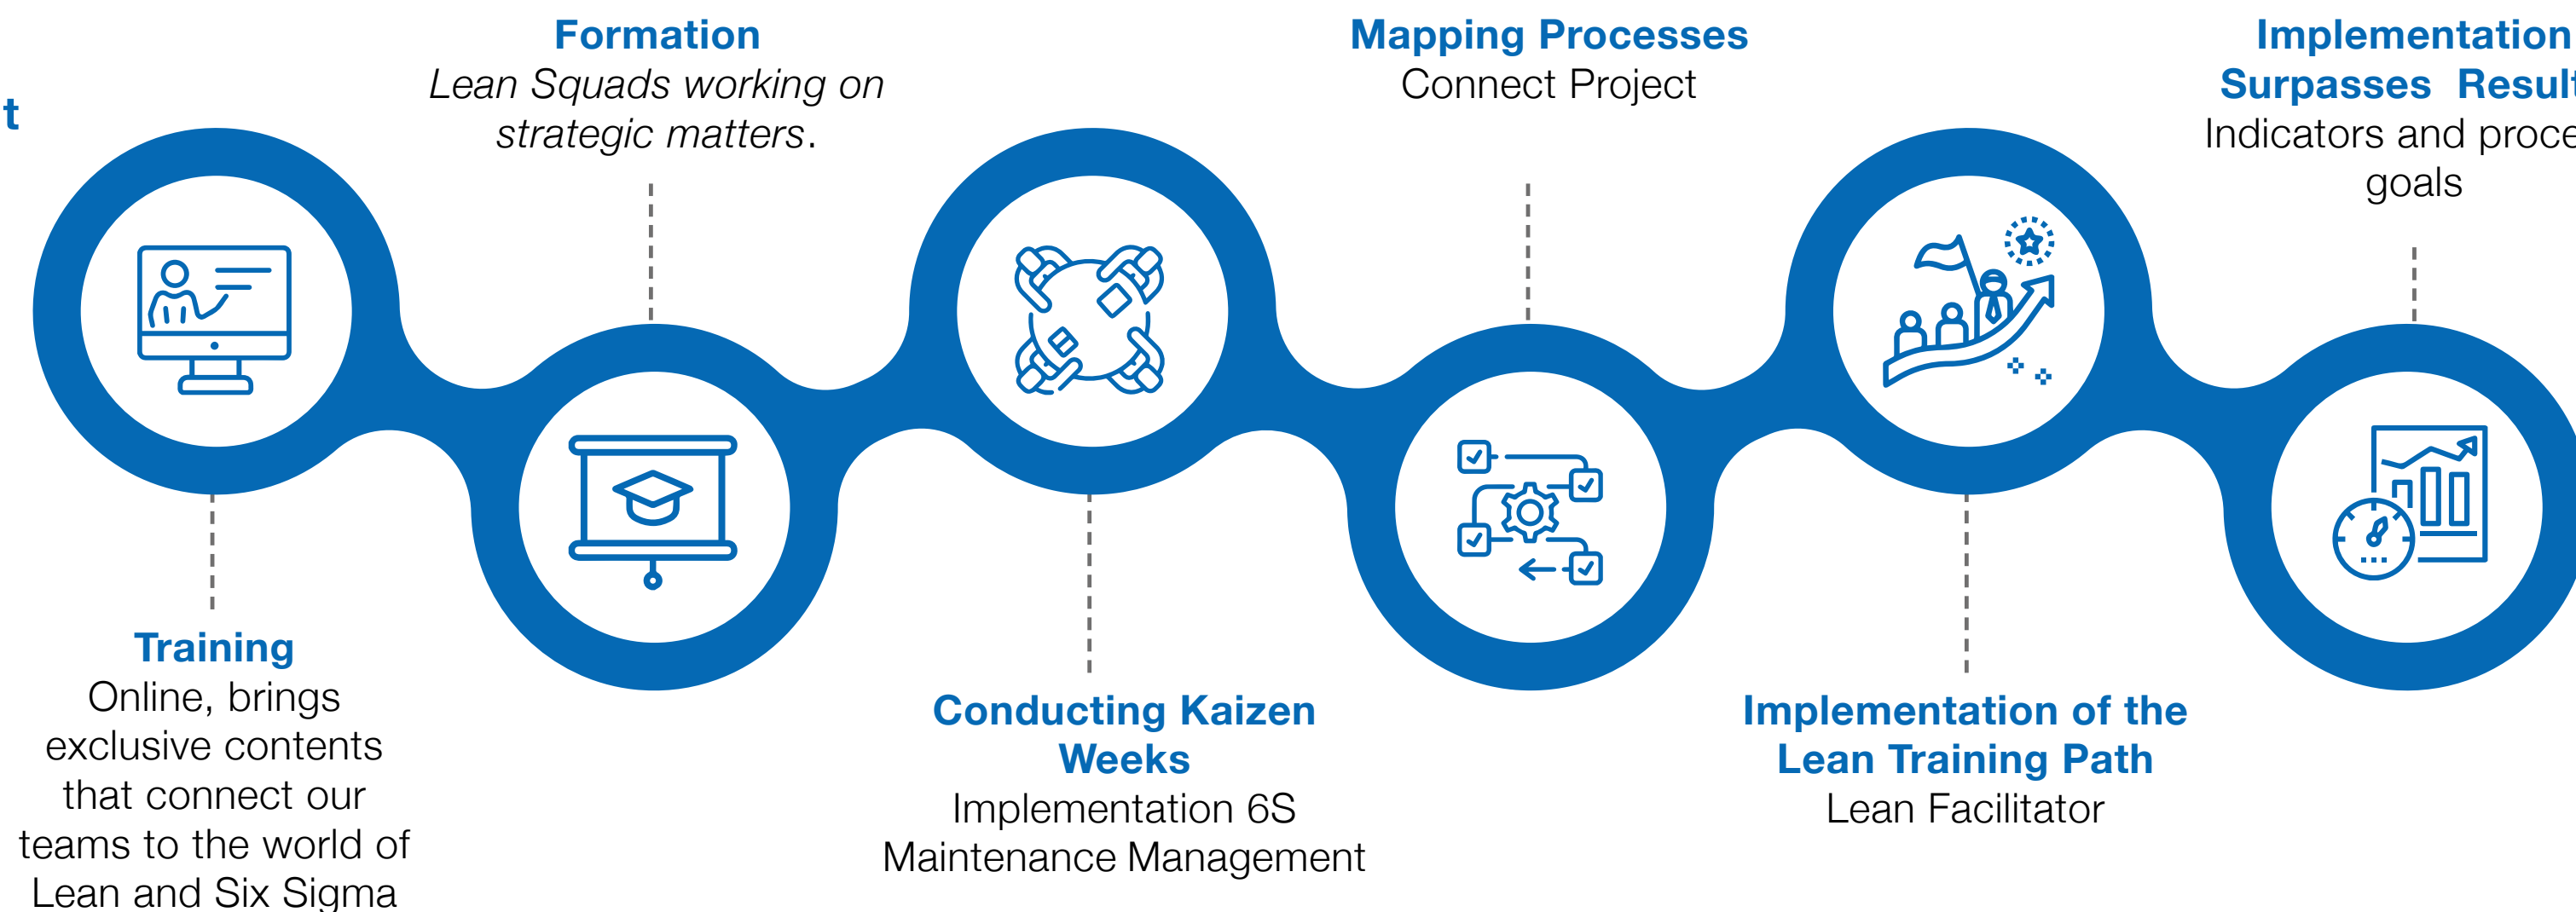 t
Training
Online, brings
exclusive contents
that connect our
teams to the world of
Lean and Six Sigma
Formation
Lean Squads working on
strategic matters.
Conducting Kaizen
Weeks
Implementation 6S
Maintenance Management
Mapping Processes
Connect Project
Implementation of the
Lean Training Path
Lean Facilitator
Implementation
Surpasses Result
Indicators and proce
goals